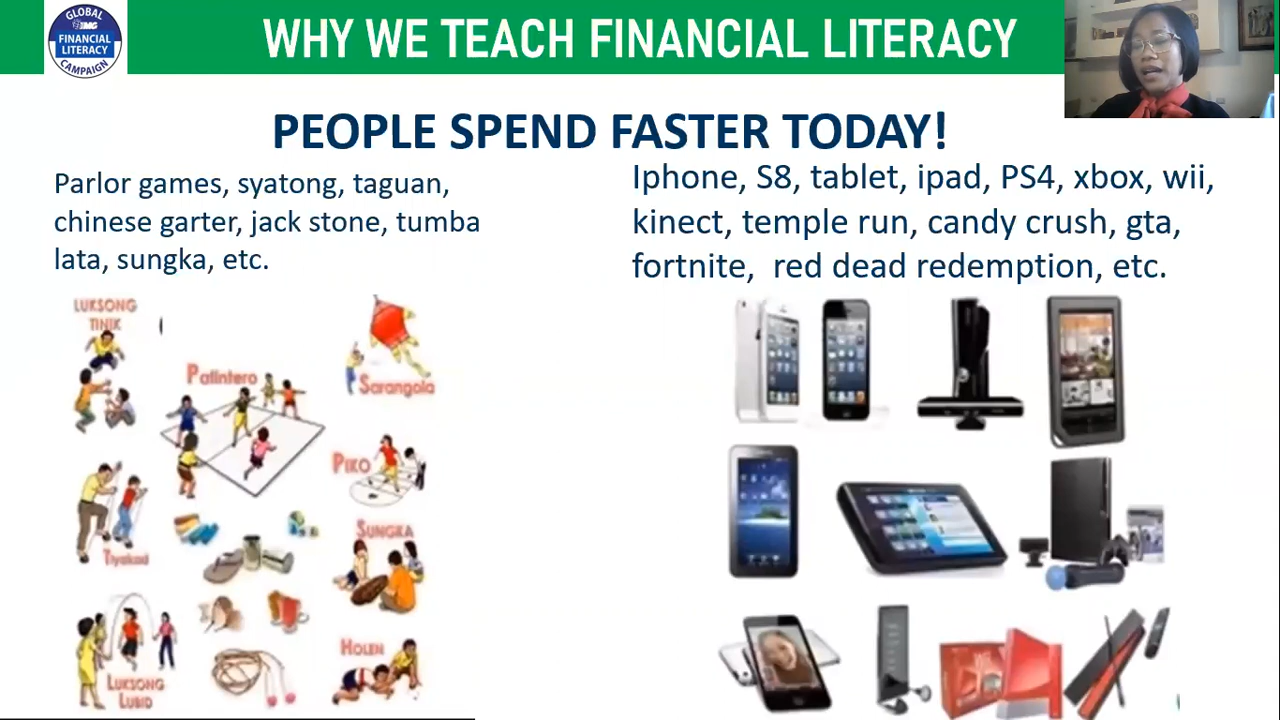 GLOBAL
IMG
FINANCIAL
LITERACY
CAMPAIGN
WHY WE TEACH FINANCIAL LITERACY
PEOPLE SPEND FASTER TODAY!
Parlor games, syatong, taguan,
chinese garter, jack stone, tumba
lata, sungka, etc.
Iphone, S8, tablet, ipad, PS4, xbox, wii,
kinect, temple run, candy crush, gta,
fortnite, red dead redemption, etc.
LUKSONG
TINIK
Patintero
Sarangola
PIKO
Tiyakad
SUNGKA
LUKSONG
LUBID
HOLEN